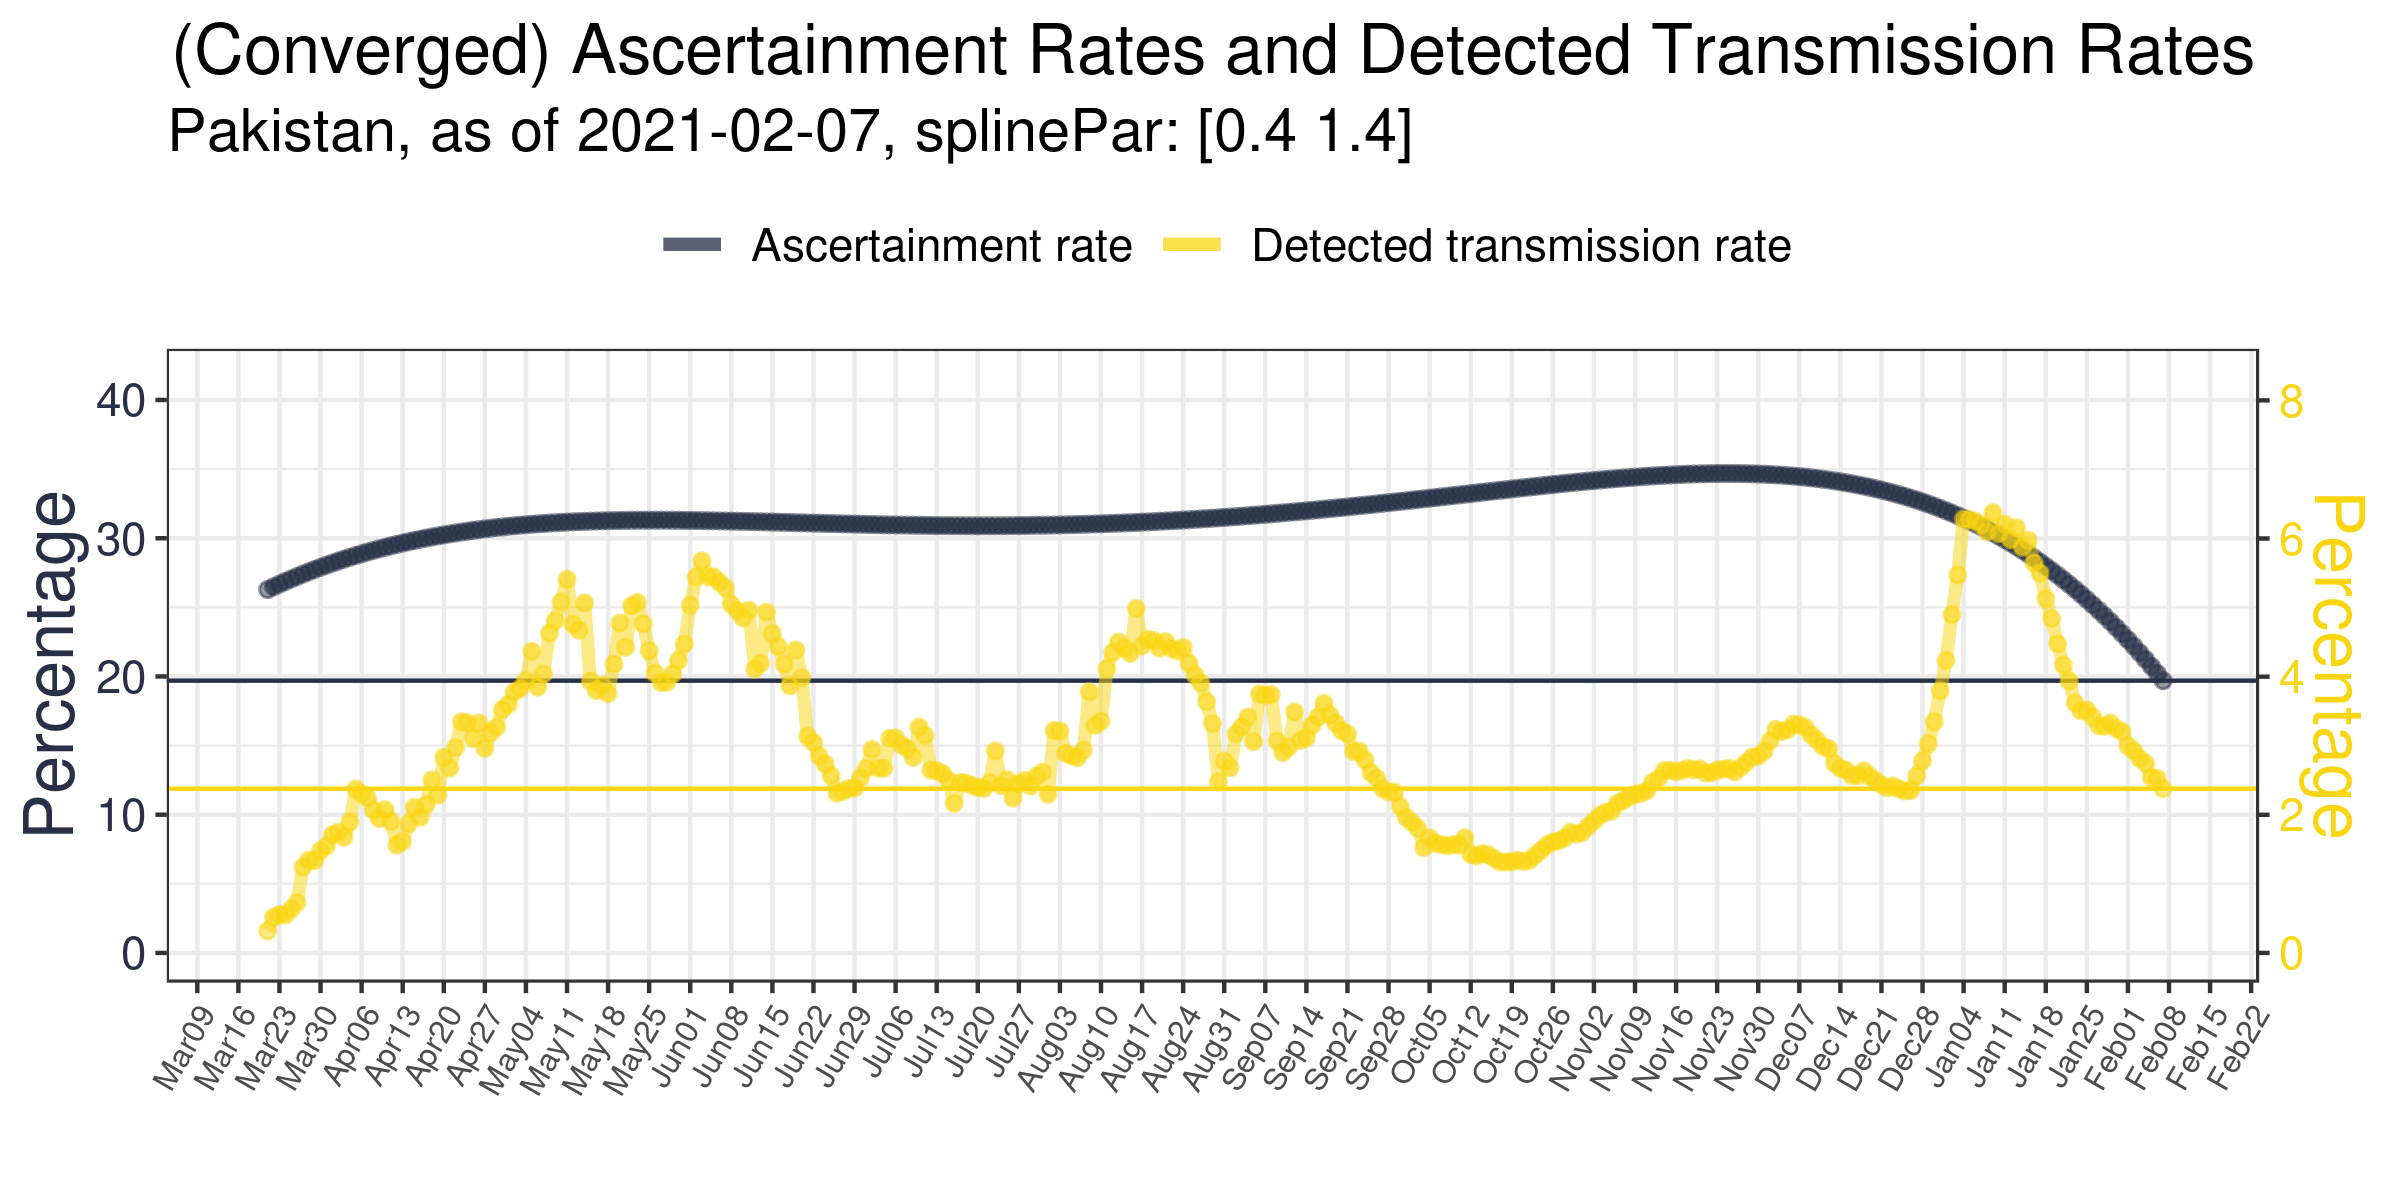 (Converged) Ascertainment Rates and Detected Transmission Rates
Pakistan, as of 2021-02-07, splinePar: [0.4 1.4]
Ascertainment rate Detected transmission rate
Percentage
40
30
20
10
0
8
6
4
2
0
Percentage
Mar09 Mar16 Mar23 Mar30 Apr06 Apr13 Apr20 Apr27 May04 May11 May18 May25 Jun01 Jun08 Jun15 Jun22 Jun29 Jul06 Jul13 Jul20 Jul27 Aug03 Aug10 Aug17 Aug24 Aug31 Sep07 Sep14 Sep21 Sep28 Oct05 Oct12 Oct19 Oct26 Nov02 Nov09 Nov16 Nov23 Nov30 Dec07 Dec14 Dec21 Dec28 Jan04 Jan11 Jan18 Jan25 Feb01 Feb08 Feb15 Feb22